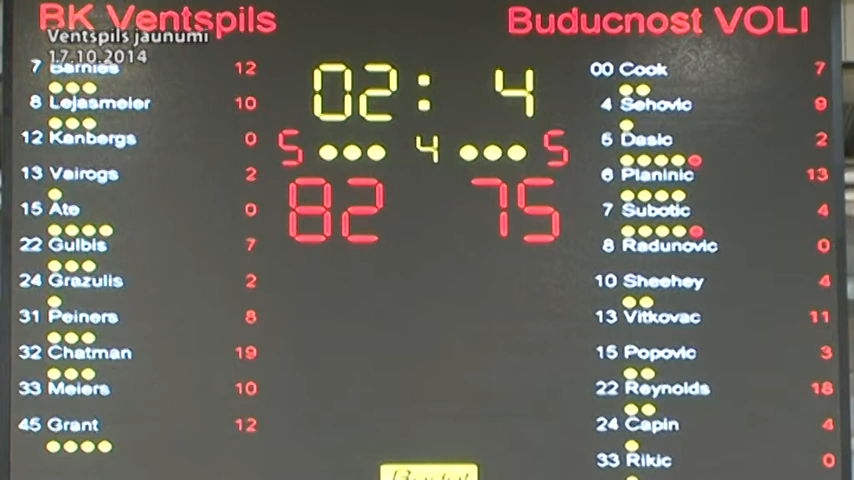 BK Ventspils
Buducnost VOLI
Ventspils jaunumi
17.10.2014
02: 4
5 4 5
82 75
7 Barnies 12
8 Lejasmeier 10
12 Kanbergs 0
13 Vairogs 2
15 Ate 0
22 Gulbis 7
24 Grazulis 2
31 Peiners 8
32 Chatman 19
33 Meiers 10
45 Grant 12
00 Cook 7
4 Sehovic 9
5 Dasic 2
6 Planinic 13
7 Subotic 4
8 Radunovic 0
10 Sheehey 4
13 Vitkovac 11
15 Popovic 3
22 Reynolds 18
24 Capin 4
33 Rikic 0